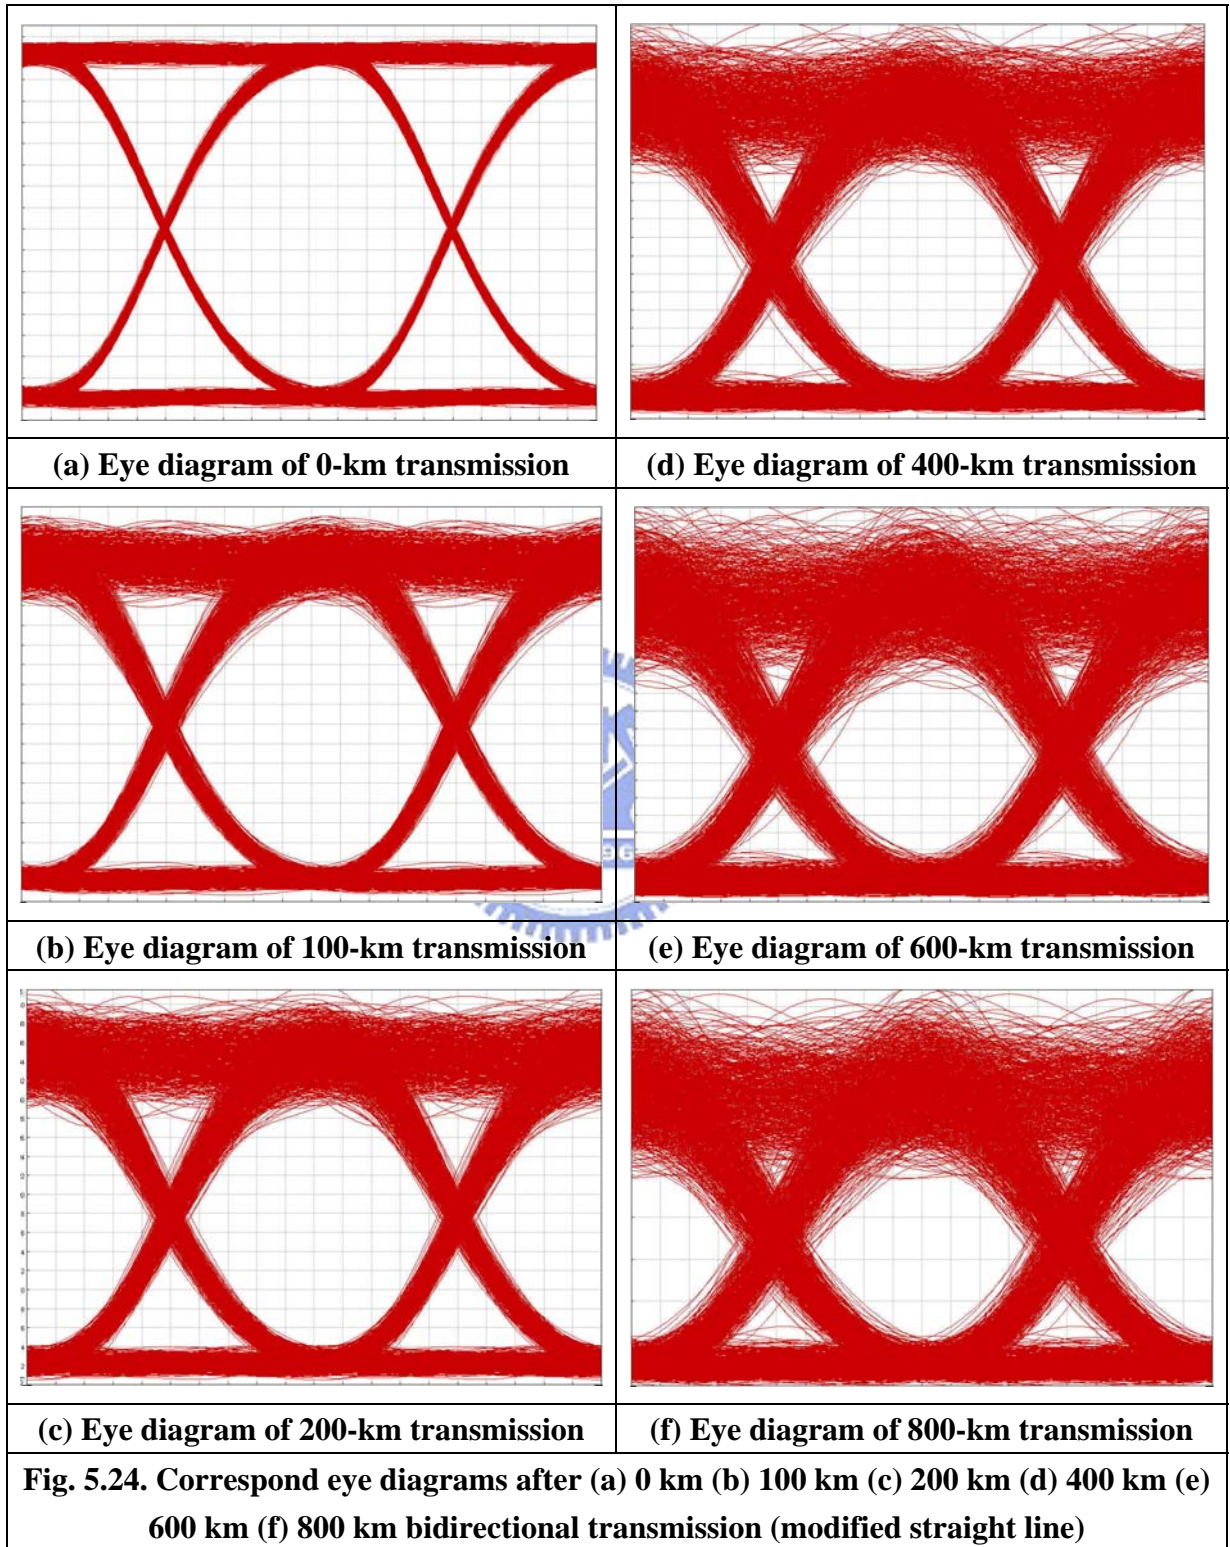 (a) Eye diagram of 0-km transmission
(d) Eye diagram of 400-km transmission
96
(b) Eye diagram of 100-km transmission
(e) Eye diagram of 600-km transmission
(c) Eye diagram of 200-km transmission
(f) Eye diagram of 800-km transmission
Fig. 5.24. Correspond eye diagrams after (a) 0 km (b) 100 km (c) 200 km (d) 400 km (e)
600 km (f) 800 km bidirectional transmission (modified straight line)